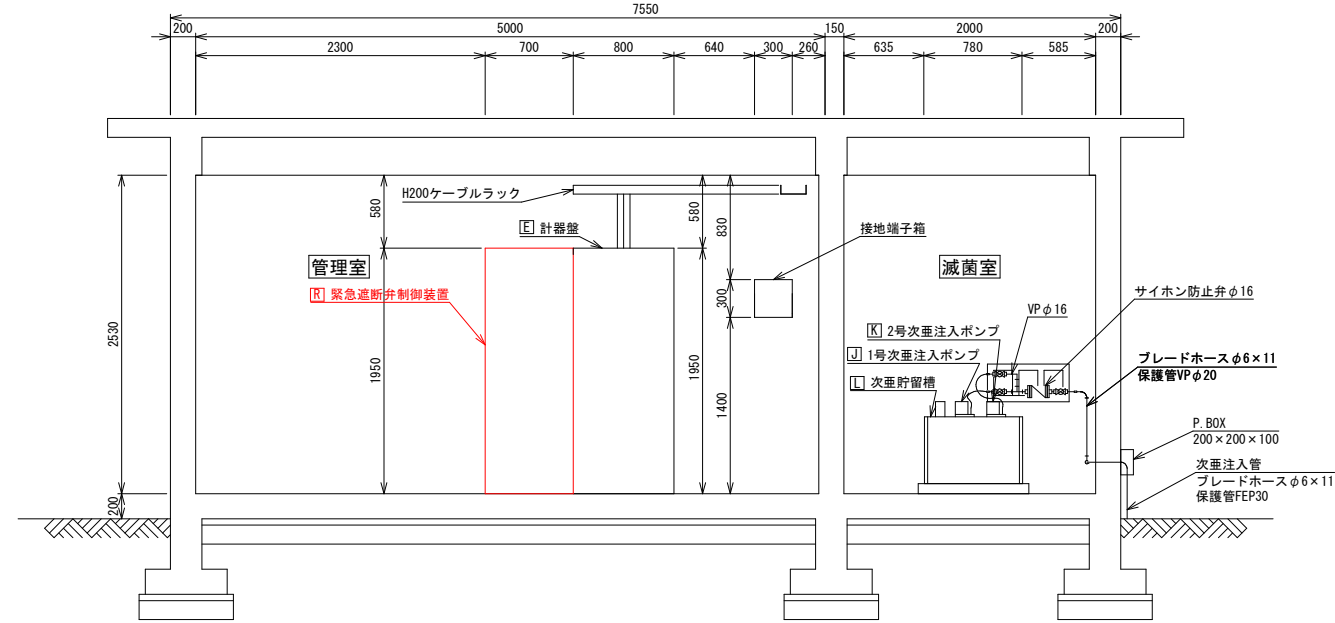 7550
200 5000 150 2000 200
2300 700 800 640 300 260 635 780 585
H200ケーブルラック
580
580
830
E 計器盤
接地端子箱
管理室
滅菌室
R 緊急遮断弁制御装置
サイホン防止弁φ16
300
VPφ16
K 2号次亜注入ポンプ
2530
J 1号次亜注入ポンプ
ブレードホースφ6×11
保護管VPφ20
1950
1950
L 次亜貯留槽
1400
P.BOX
200×200×100
次亜注入管
ブレードホースφ6×11
保護管FEP30
200